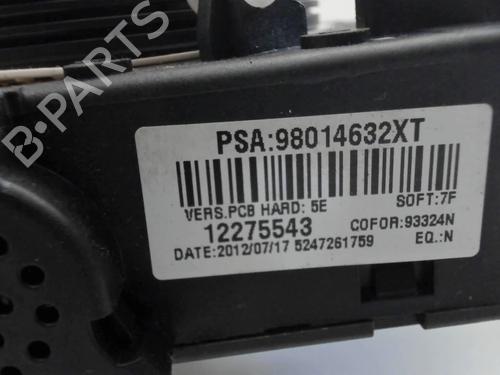 B-PARTS
PSA:98014632XT
VERS.PCB HARD: 5E SOFT:7F
12275543 COFOR:93324N
DATE:2012/07/17 5247261759 EQ.:N